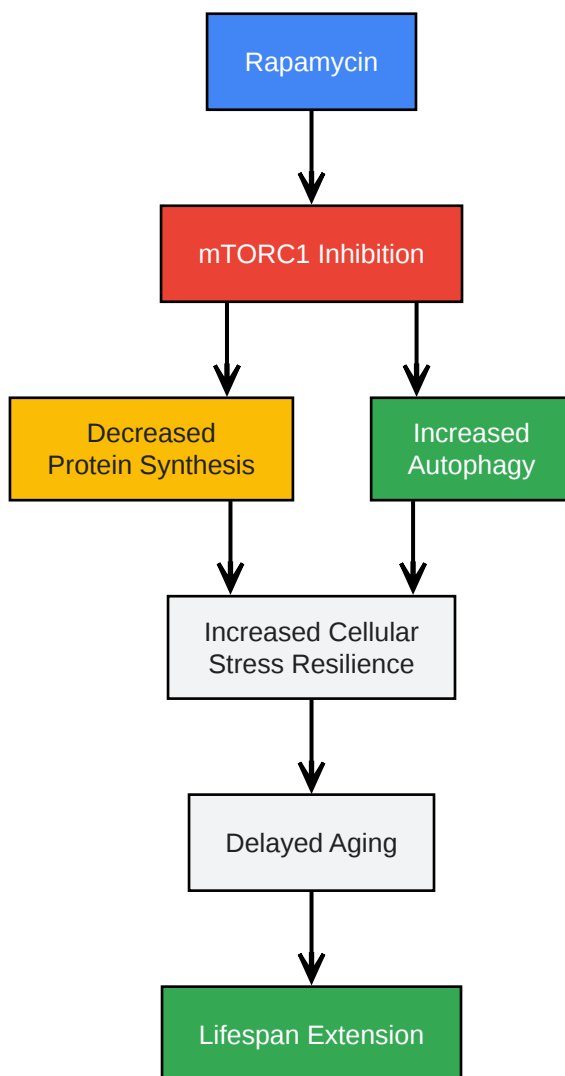 Rapamycin
mTORC1 Inhibition
Decreased
Protein Synthesis
Increased
Autophagy
Increased Cellular
Stress Resilience
Delayed Aging
Lifespan Extension